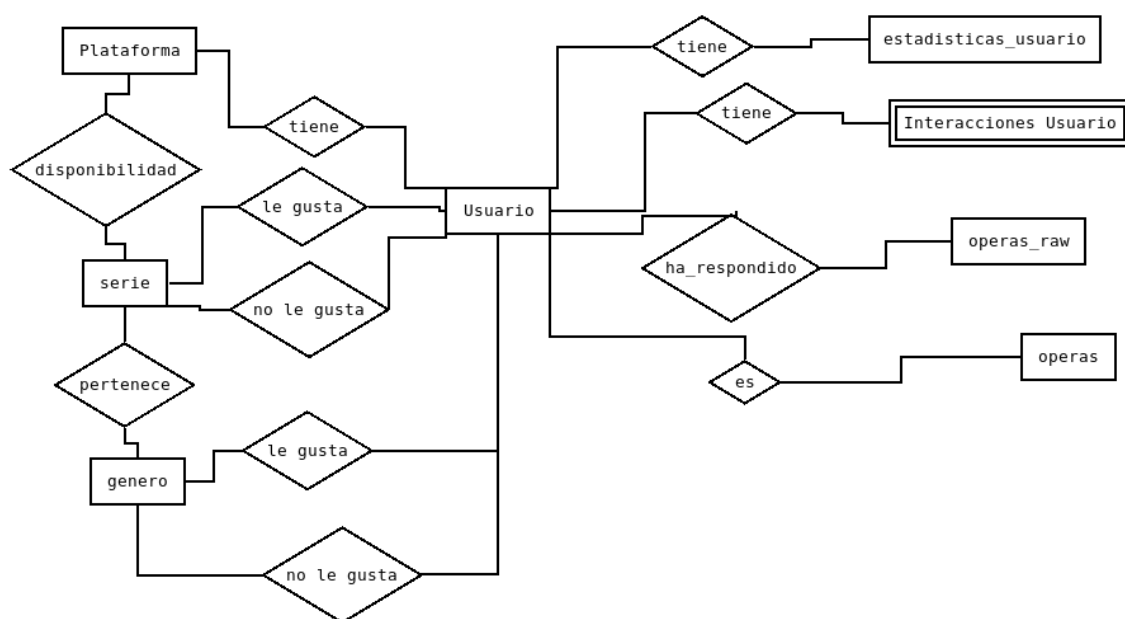 Plataforma
tiene
estadisticas_usuario
tiene
tiene
Interacciones Usuario
disponibilidad
le gusta
Usuario
serie
no le gusta
ha_respondido
operas_raw
pertenece
es
operas
genero
le gusta
no le gusta